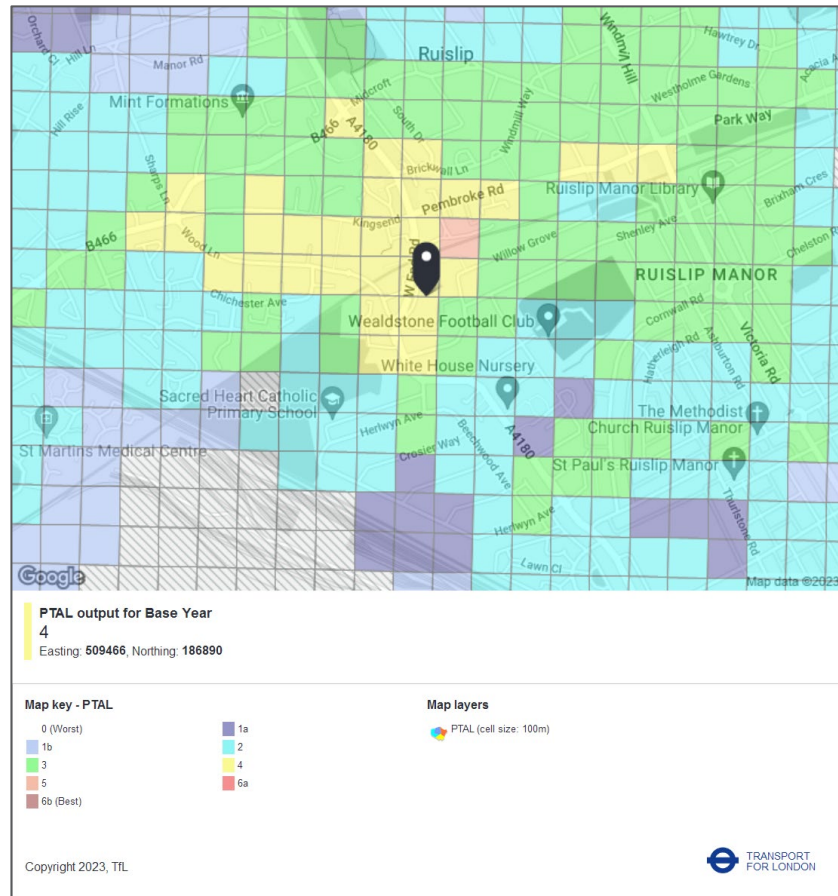 Orchard Cl
Hill Ln
Manor Rd
Ruislip
Windmill Hill
Hawtrey Dr
Acacia A
Mint Formations
Midcroft
Westholme Gardens
Hill Rise
B466
A4180
South Dr
Windmill Way
Park Way
Sharps Ln
Brickwall Ln
Pembroke Rd
Ruislip Manor Library
Brixham Cres
B466
Wood Ln
Kingsend
W End Rd
Willow Grove
Shenley Ave
Chelston R
RUISLIP MANOR
Chichester Ave
Wealdstone Football Club
Cornwall Rd
Victoria Rd
White House Nursery
Hatherleigh Rd
Ashburton Rd
Sacred Heart Catholic
Primary School
Herlwyn Ave
Crosier Way
Beechwood Ave
A4180
The Methodist
Church Ruislip Manor
St Martins Medical Centre
St Paul's Ruislip Manor
Herlwyn Ave
Thurlstone Rd
Lawn Cl
Google
Map data ©2023
PTAL output for Base Year
4
Easting: 509466, Northing: 186890
Map key - PTAL
Map layers
0 (Worst)
1a
PTAL (cell size: 100m)
1b
2
3
4
5
6a
6b (Best)
Copyright 2023, TfL
TRANSPORT
FOR LONDON